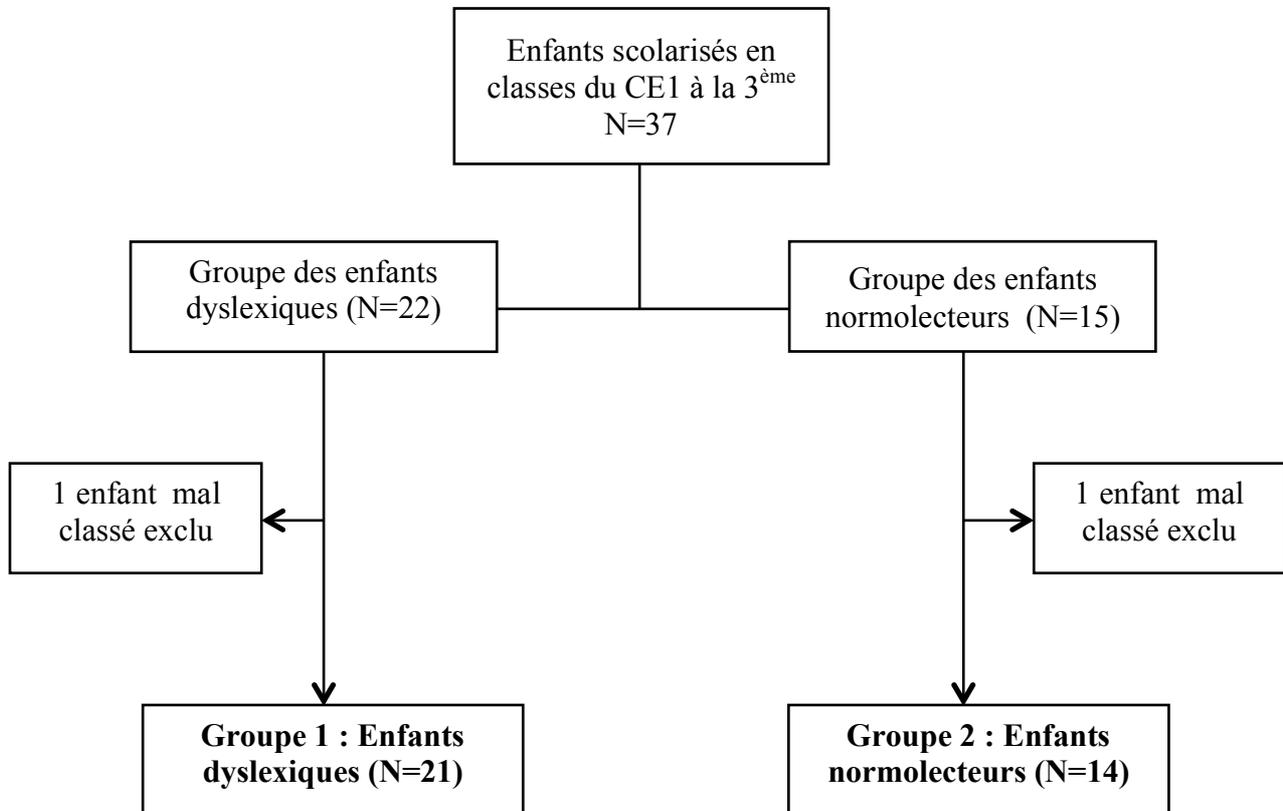 Enfants scolarisés en
classes du CE1 à la 3ème
N=37
Groupe des enfants
dyslexiques (N=22)
Groupe des enfants
normolecteurs (N=15)
1 enfant mal
classé exclu
1 enfant mal
classé exclu
Groupe 1 : Enfants
dyslexiques (N=21)
Groupe 2 : Enfants
normolecteurs (N=14)